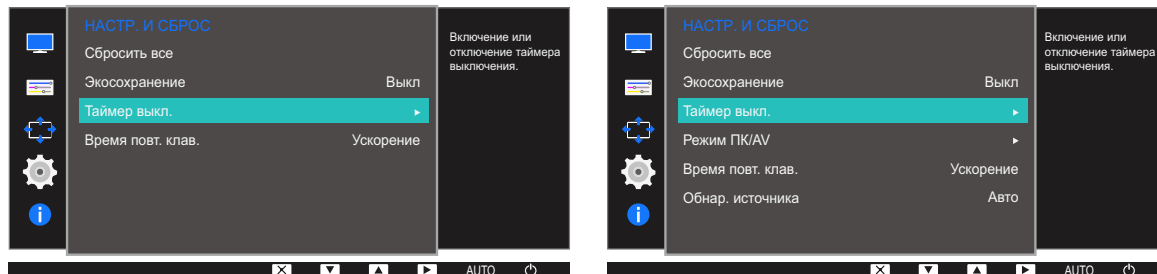 НАСТР. И СБРОС
Сбросить все
Экосохранение Выкл
Таймер выкл.
Время повт. клав. Ускорение
Включение или
отключение таймера
выключения.
AUTO
НАСТР. И СБРОС
Сбросить все
Экосохранение Выкл
Таймер выкл.
Режим ПК/AV
Время повт. клав. Ускорение
Обнар. источника Авто
Включение или
отключение таймера
выключения.
AUTO